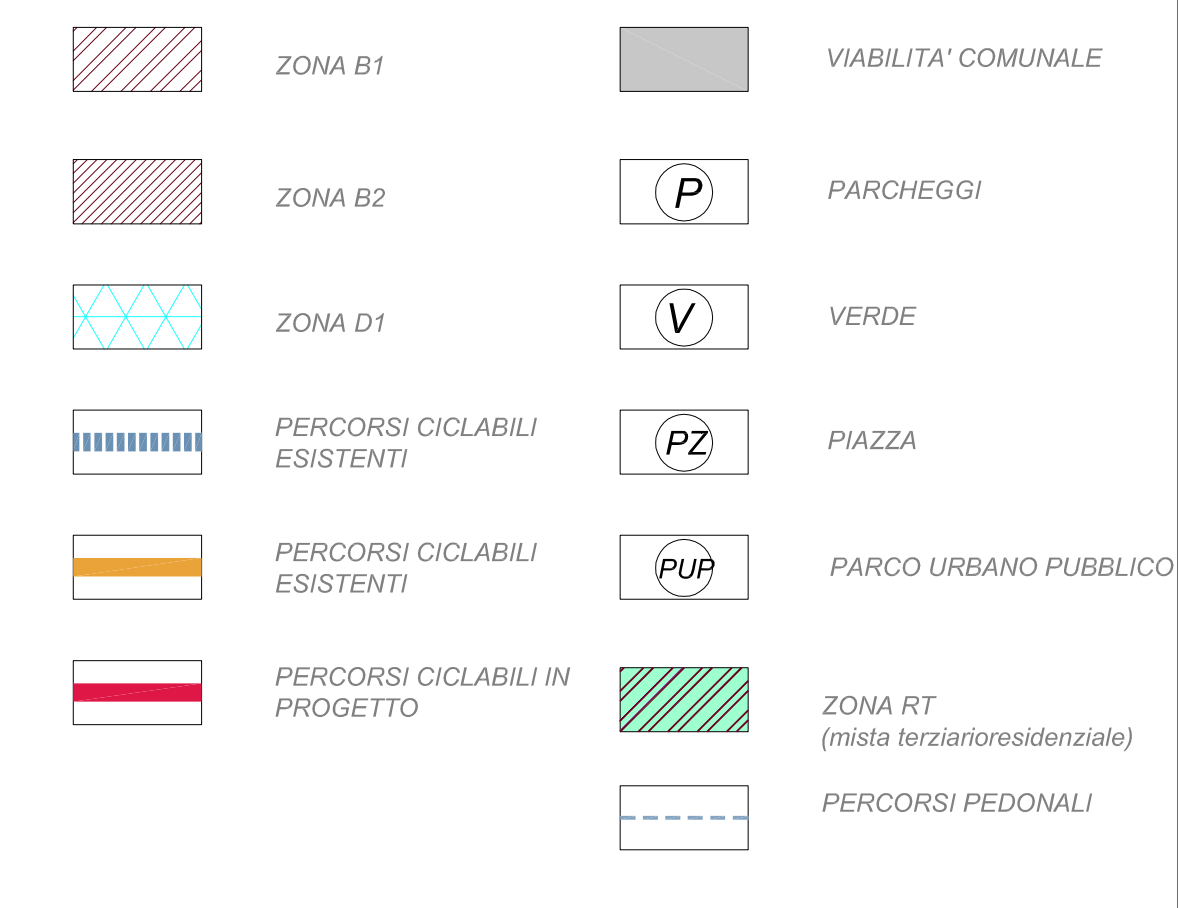 ZONA B1
ZONA B2
ZONA D1
PERCORSI CICLABILI
ESISTENTI
PERCORSI CICLABILI
ESISTENTI
PERCORSI CICLABILI IN
PROGETTO
VIABILITA' COMUNALE
P
PARCHEGGI
V
VERDE
PZ
PIAZZA
PUP
PARCO URBANO PUBBLICO
ZONA RT
(mista terziarioresidenziale)
PERCORSI PEDONALI